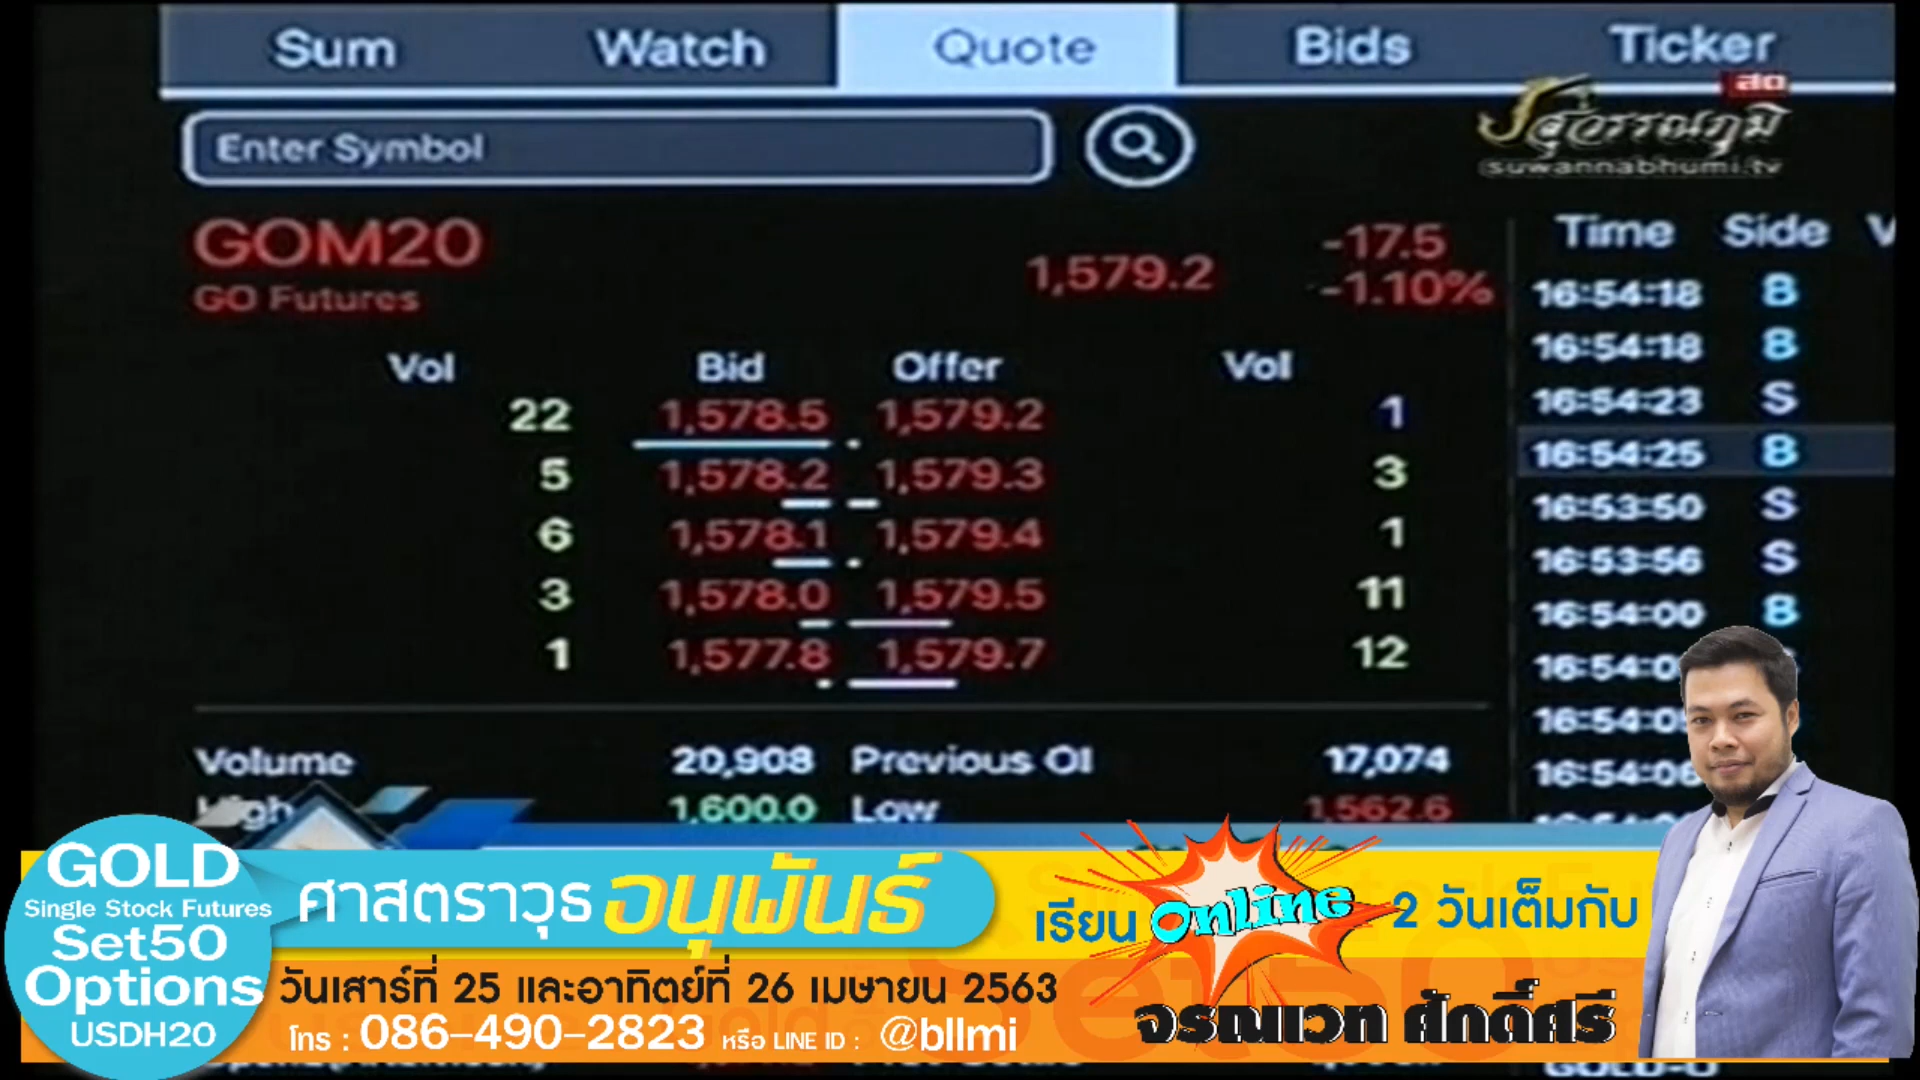 Sum Watch Quote Bids Ticker
สด
สุวรรณภูมิ
suwannabhumi.tv
Enter Symbol
GOM20
GO Futures
1,579.2
-17.5
-1.10%
Time Side V
Vol Bid Offer Vol
22 1,578.5 1,579.2 1
5 1,578.2 1,579.3 3
6 1,578.1 1,579.4 1
3 1,578.0 1,579.5 11
1 1,577.8 1,579.7 12
16:54:18 B
16:54:18 B
16:54:23 S
16:54:25 B
16:53:50 S
16:53:56 S
16:54:00 B
16:54:0
16:54:0
16:54:06
Volume 20,908 Previous OI 17,074
High 1,600.0 Low 1,562.6
GOLD
Single Stock Futures
Set50
Options
USDH20
ศาสตราวุธ อนุพันธ์
เรียน Online 2 วันเต็มกับ
วันเสาร์ที่ 25 และอาทิตย์ที่ 26 เมษายน 2563
จรณเวท ศักดิ์ศรี
โทร : 086-490-2823 หรือ LINE ID : @bllmi